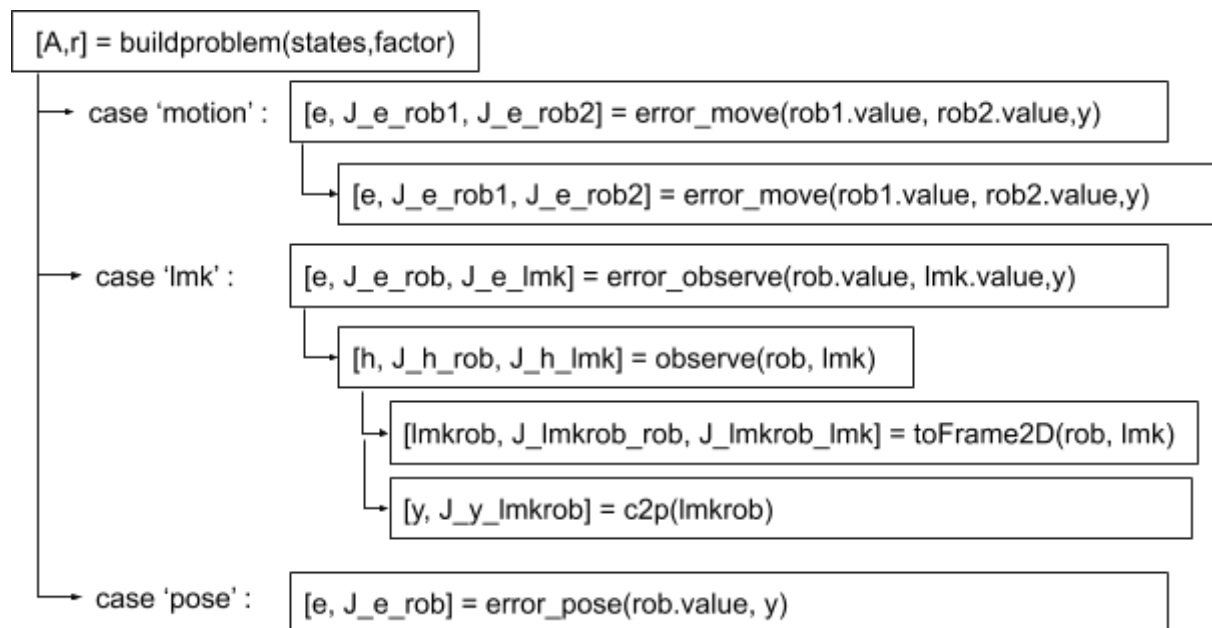 [A,r] = buildproblem(states,factor)
case ‘motion’ : [e, J_e_rob1, J_e_rob2] = error_move(rob1.value, rob2.value,y)
[e, J_e_rob1, J_e_rob2] = error_move(rob1.value, rob2.value,y)
case ‘lmk’ : [e, J_e_rob, J_e_lmk] = error_observe(rob.value, lmk.value,y)
[h, J_h_rob, J_h_lmk] = observe(rob, lmk)
[lmkrob, J_lmkrob_rob, J_lmkrob_lmk] = toFrame2D(rob, lmk)
[y, J_y_lmkrob] = c2p(lmkrob)
case ‘pose’ : [e, J_e_rob] = error_pose(rob.value, y)